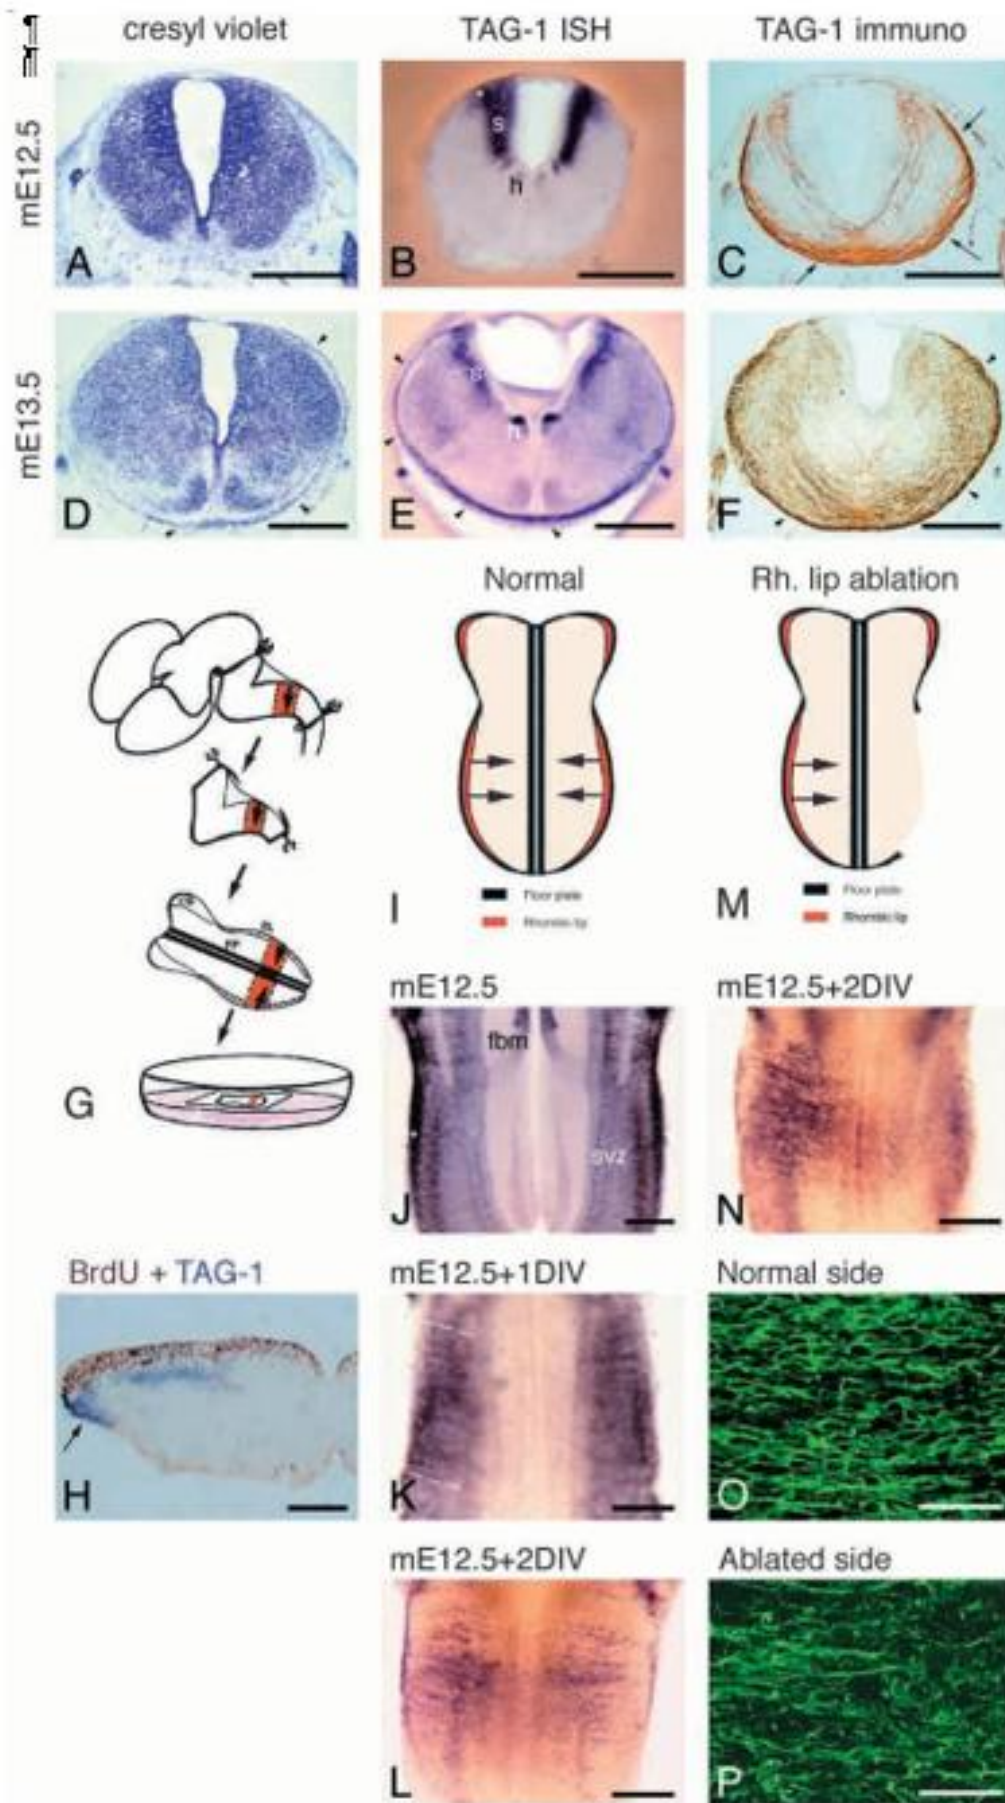 cresyl violet
TAG-1 ISH
TAG-1 immuno
mE12.5
A
s
h
B
C
mE13.5
D
E
F
Normal
Rh. lip ablation
I
Floor plate
Rhombic lip
M
Floor plate
Rhombic lip
G
FP
mE12.5
mE12.5+2DIV
fbm
svz
J
N
BrdU + TAG-1
mE12.5+1DIV
Normal side
H
K
O
mE12.5+2DIV
Ablated side
L
P